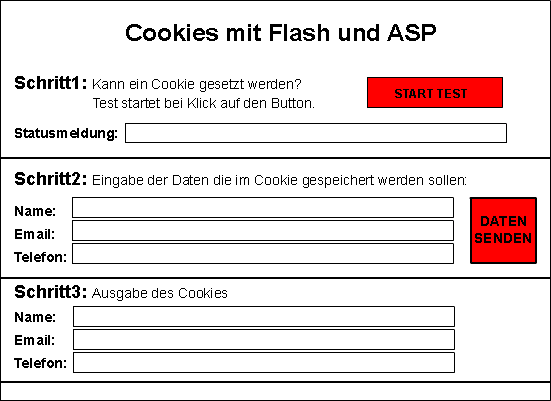 Cookies mit Flash und ASP
Schritt1: Kann ein Cookie gesetzt werden?
Test startet bei Klick auf den Button.
START TEST
Statusmeldung:
Schritt2: Eingabe der Daten die im Cookie gespeichert werden sollen:
Name:
Email:
Telefon:
DATEN
SENDEN
Schritt3: Ausgabe des Cookies
Name:
Email:
Telefon: